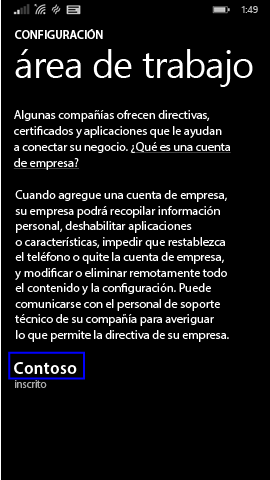 1:49
CONFIGURACIÓN
área de trabajo
Algunas compañías ofrecen directivas,
certificados y aplicaciones que le ayudan
a conectar su negocio. ¿Qué es una cuenta
de empresa?
Cuando agregue una cuenta de empresa,
su empresa podrá recopilar información
personal, deshabilitar aplicaciones
o características, impedir que restablezca
el teléfono o quite la cuenta de empresa,
y modificar o eliminar remotamente todo
el contenido y la configuración. Puede
comunicarse con el personal de soporte
técnico de su compañía para averiguar
lo que permite la directiva de su empresa.
Contoso
inscrito